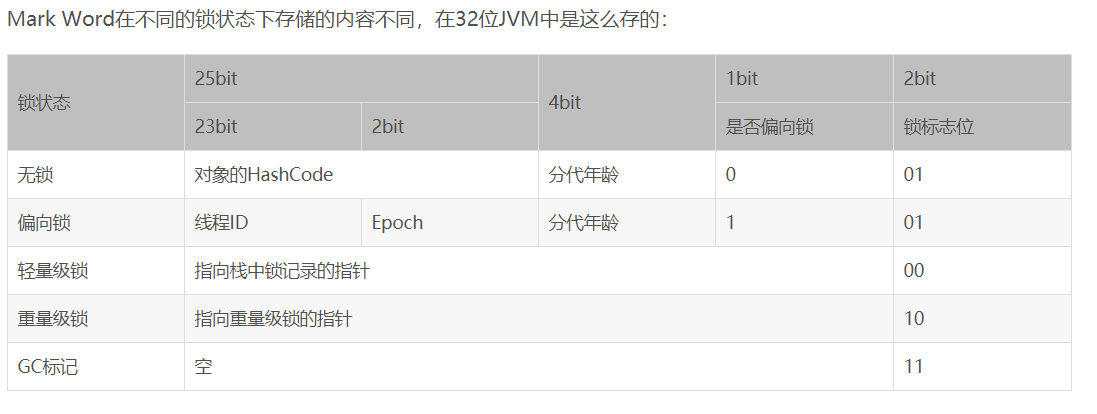 Mark Word在不同的锁状态下存储的内容不同，在32位JVM中是这么存的：
锁状态 25bit 4bit 1bit 2bit
23bit 2bit 是否偏向锁 锁标志位
无锁 对象的HashCode 分代年龄 0 01
偏向锁 线程ID Epoch 分代年龄 1 01
轻量级锁 指向栈中锁记录的指针 00
重量级锁 指向重量级锁的指针 10
GC标记 空 11